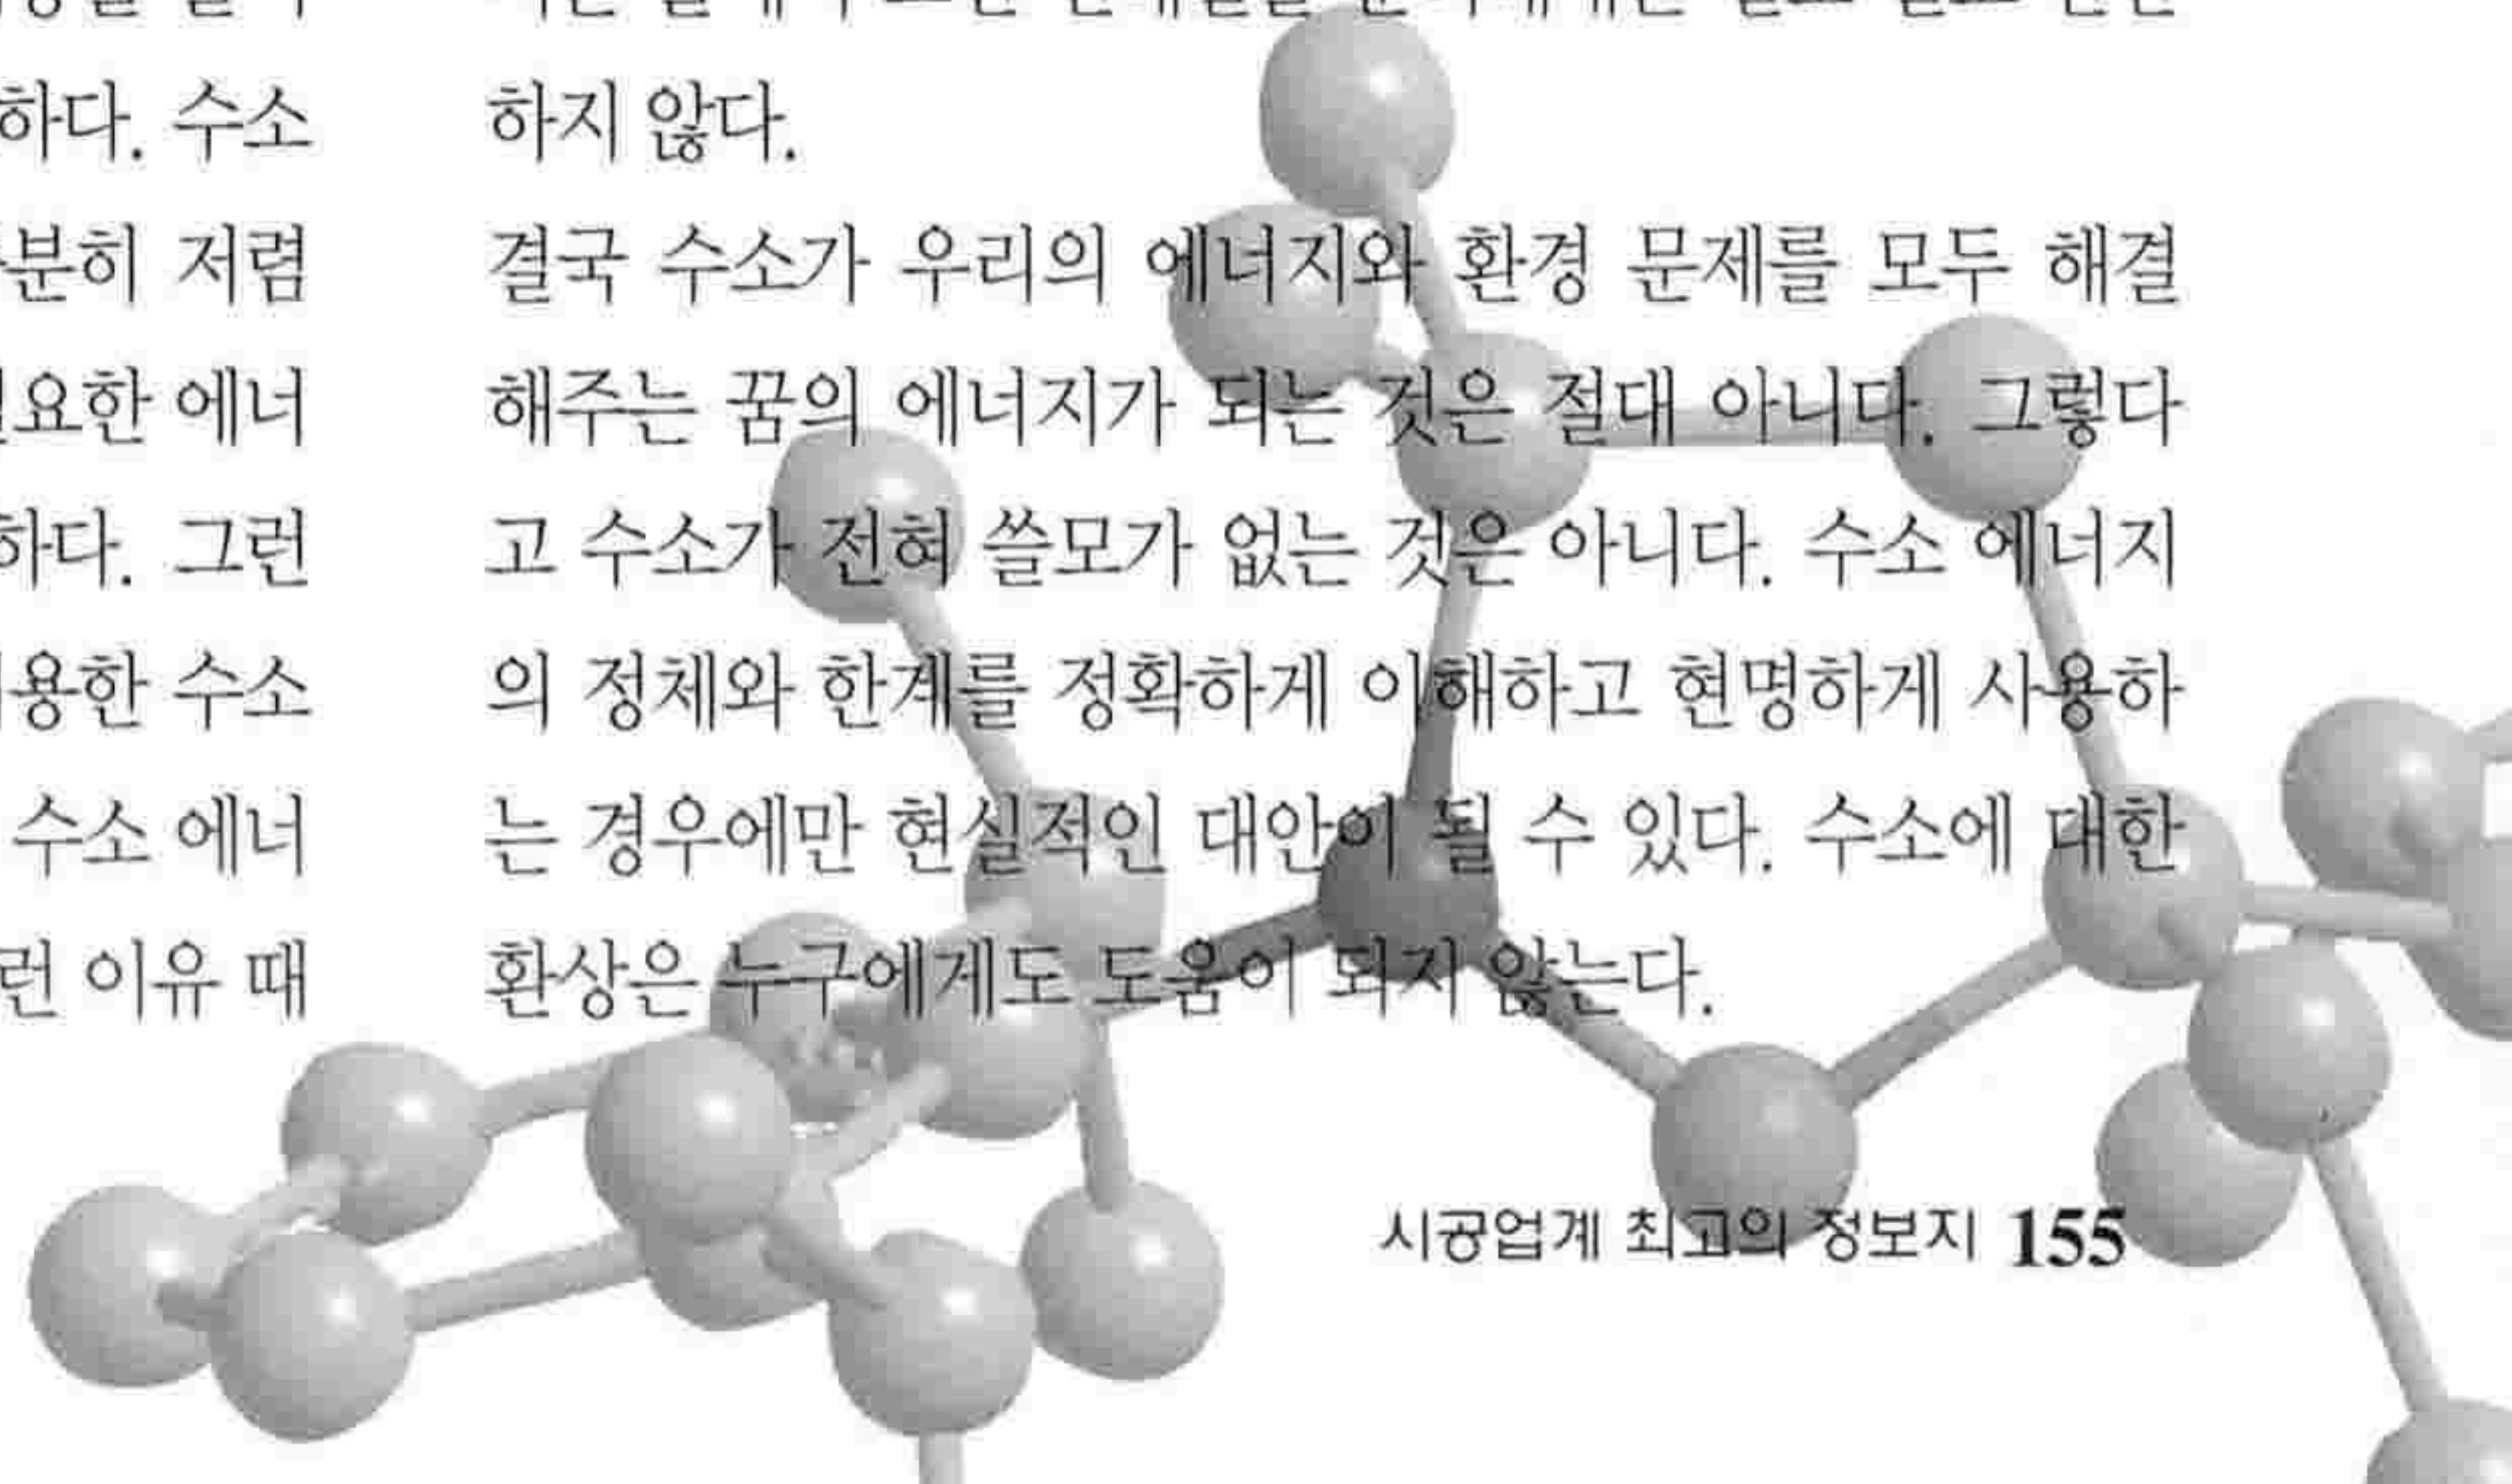 하다. 수소
분히 저렴
요한 에너
하다. 그런
용한 수소
수소 에너
런 이유 때
하지 않다.
결국 수소가 우리의 에너지와 환경 문제를 모두 해결
해주는 꿈의 에너지가 되는 것은 절대 아니다. 그렇다
고 수소가 전혀 쓸모가 없는 것은 아니다. 수소 에너지
의 정체와 한계를 정확하게 이해하고 현명하게 사용하
는 경우에만 현실적인 대안이 될 수 있다. 수소에 대한
환상은 누구에게도 도움이 되지 않는다.
시공업계 최고의 정보지 155